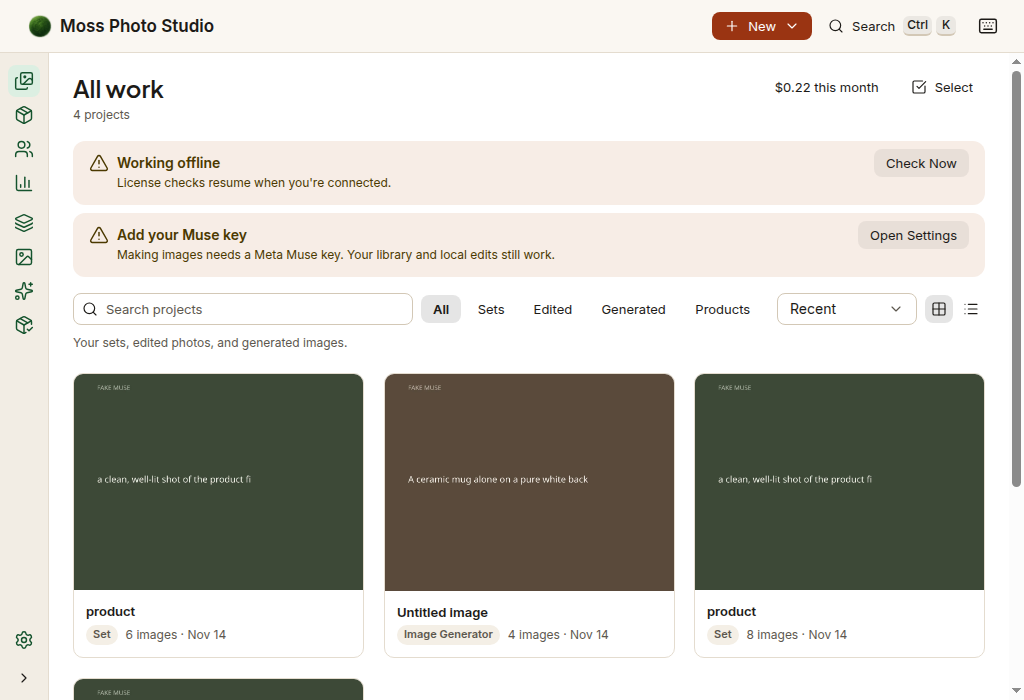 Moss Photo Studio
New
Search Ctrl K
All work
4 projects
$0.22 this month
Select
Working offline
License checks resume when you're connected.
Check Now
Add your Muse key
Making images needs a Meta Muse key. Your library and local edits still work.
Open Settings
Search projects
All Sets Edited Generated Products
Recent
Your sets, edited photos, and generated images.
FAKE MUSE
a clean, well-lit shot of the product fi
product
Set 6 images · Nov 14
FAKE MUSE
A ceramic mug alone on a pure white back
Untitled image
Image Generator 4 images · Nov 14
FAKE MUSE
a clean, well-lit shot of the product fi
product
Set 8 images · Nov 14
FAKE MUSE